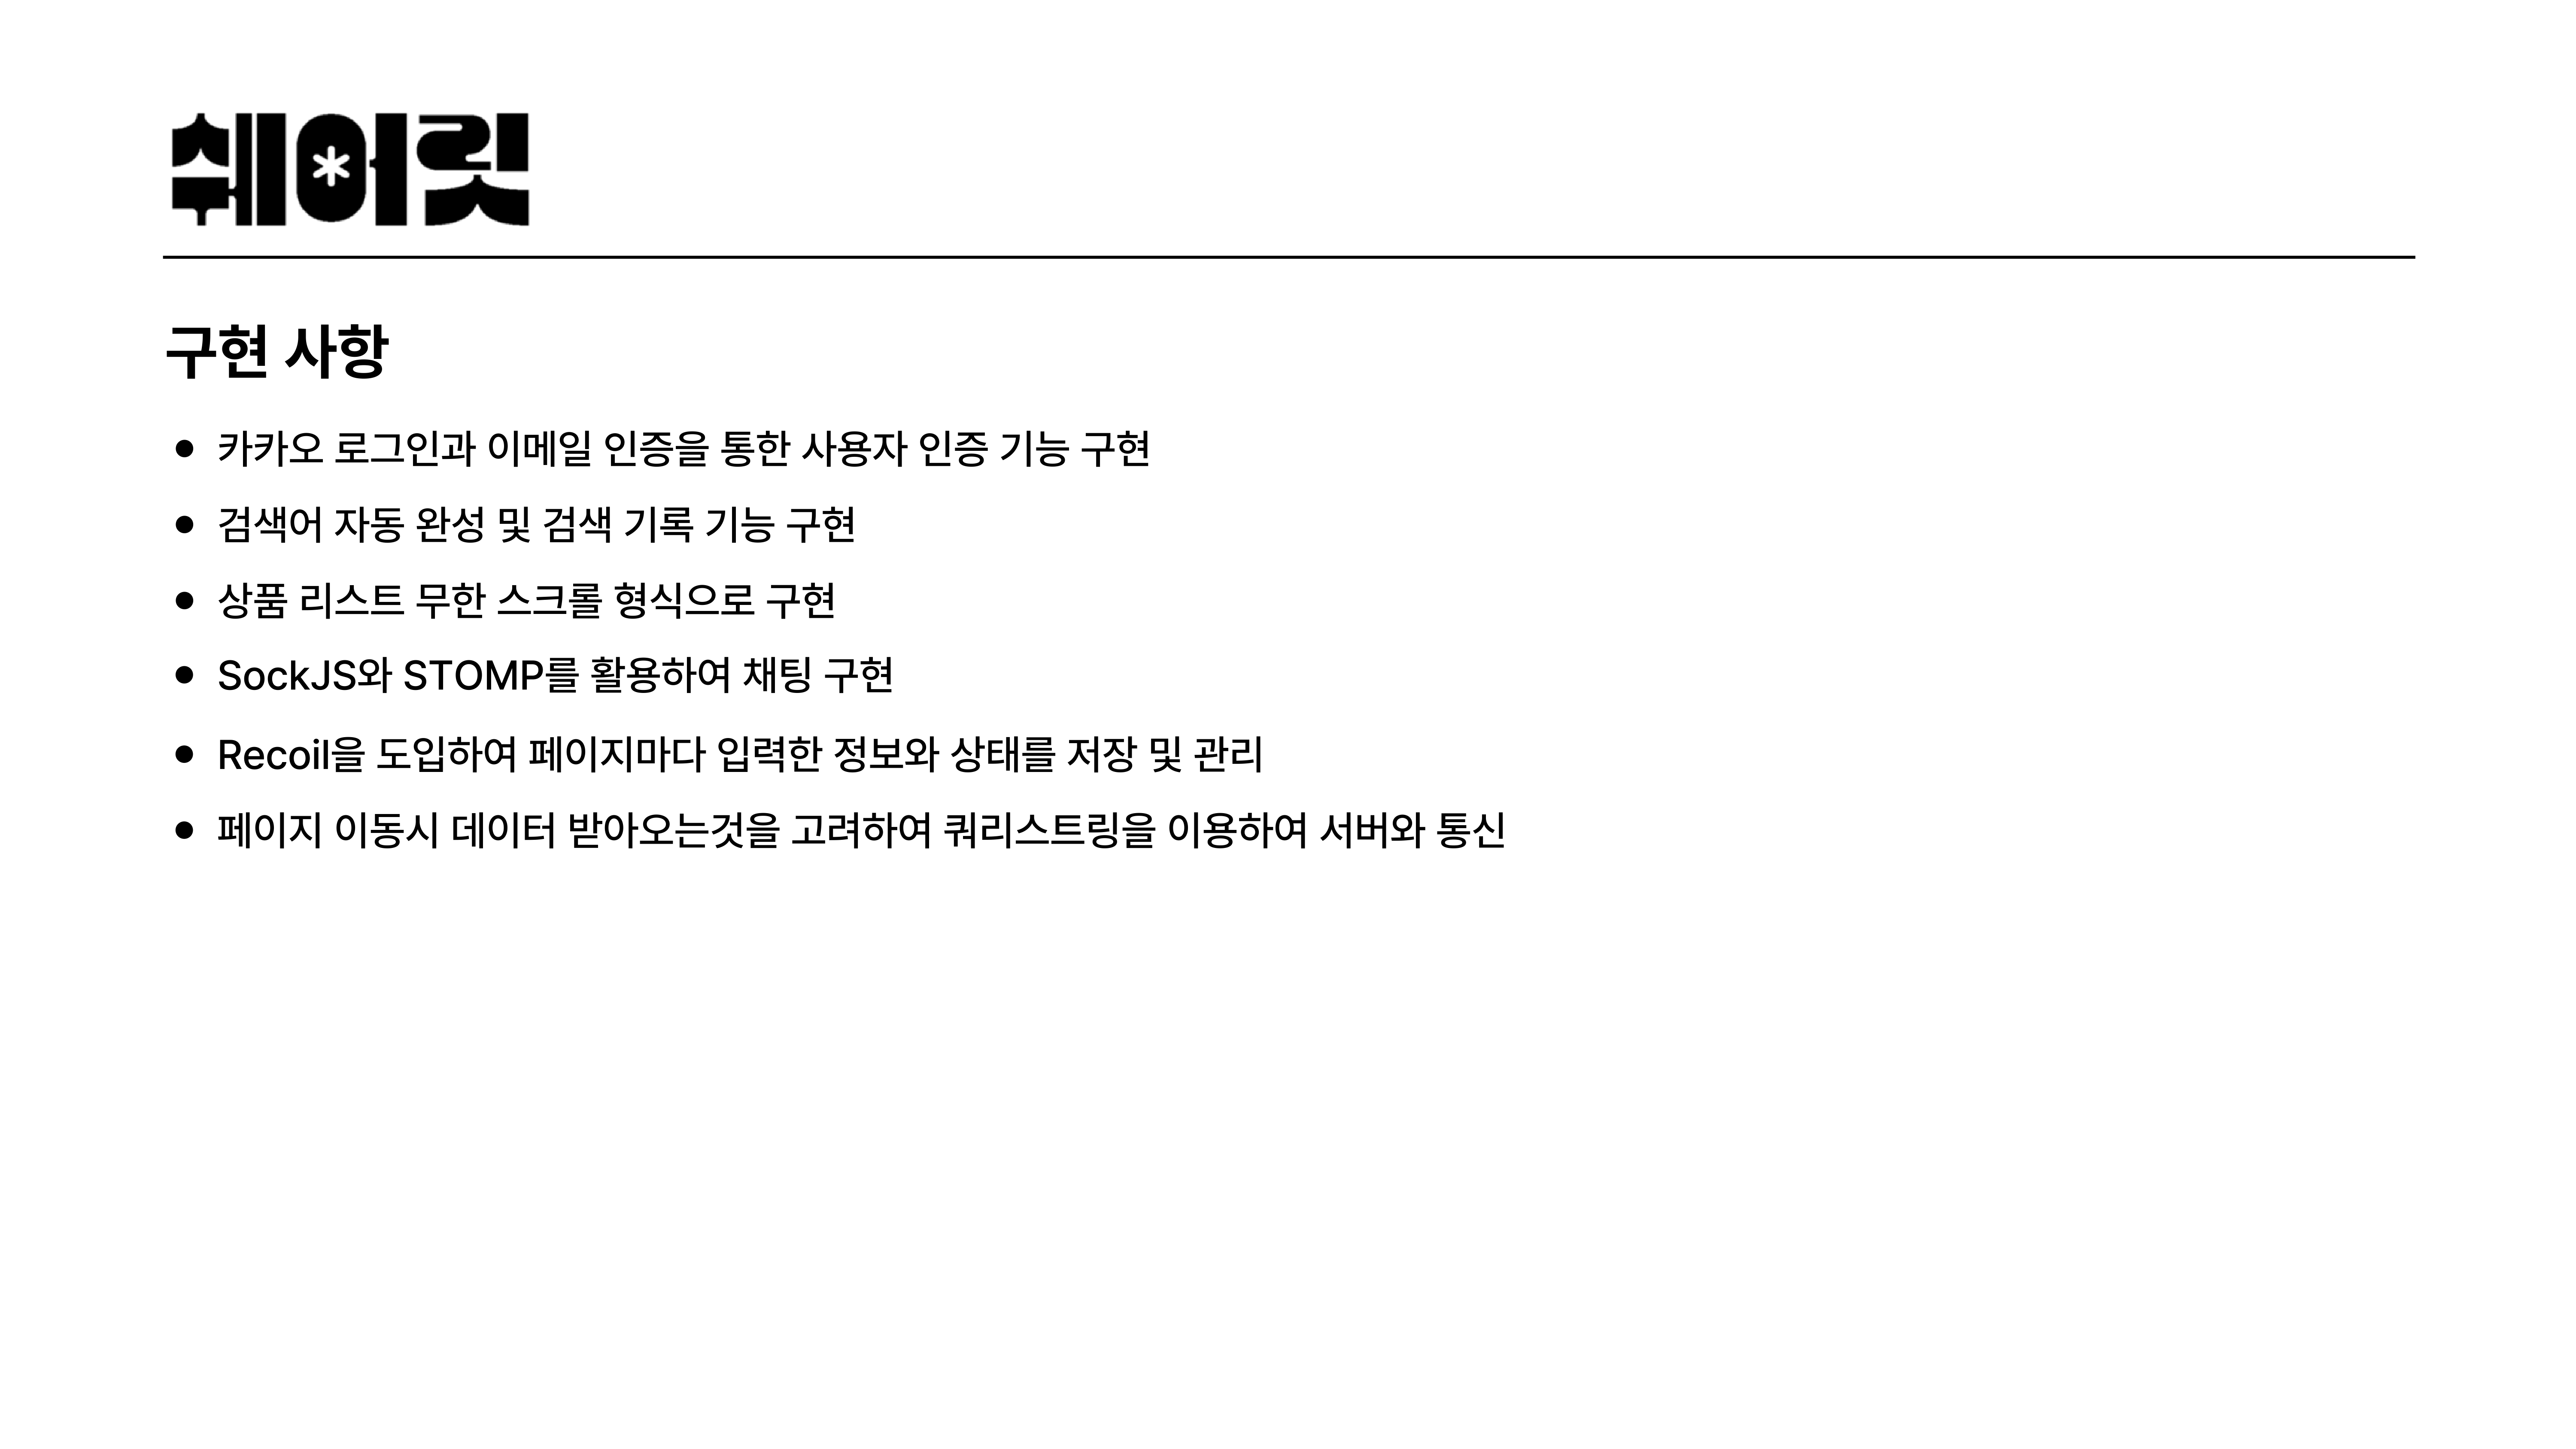 쉐어릿
구현 사항
● 카카오 로그인과 이메일 인증을 통한 사용자 인증 기능 구현
● 검색어 자동 완성 및 검색 기록 기능 구현
● 상품 리스트 무한 스크롤 형식으로 구현
● SockJS와 STOMP를 활용하여 채팅 구현
● Recoil을 도입하여 페이지마다 입력한 정보와 상태를 저장 및 관리
● 페이지 이동시 데이터 받아오는것을 고려하여 쿼리스트링을 이용하여 서버와 통신